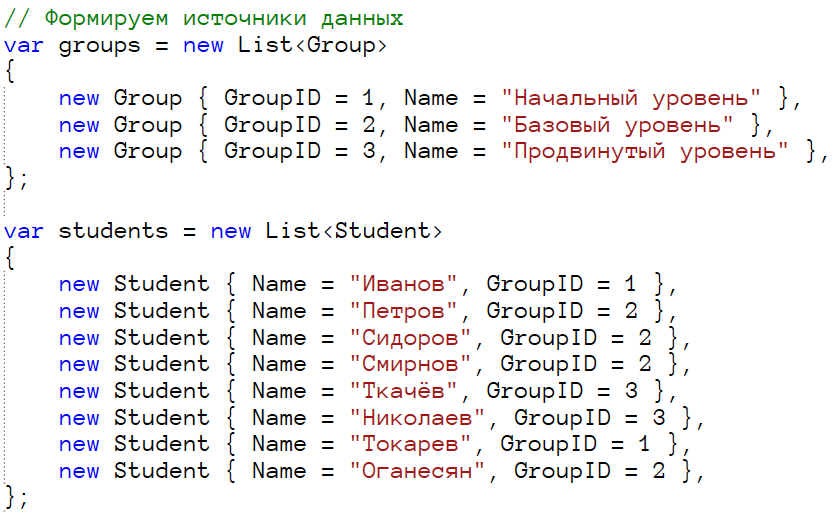 // Формируем источники данных
var groups = new List<Group>
{
    new Group { GroupID = 1, Name = "Начальный уровень" },
    new Group { GroupID = 2, Name = "Базовый уровень" },
    new Group { GroupID = 3, Name = "Продвинутый уровень" },
};

var students = new List<Student>
{
    new Student { Name = "Иванов", GroupID = 1 },
    new Student { Name = "Петров", GroupID = 2 },
    new Student { Name = "Сидоров", GroupID = 2 },
    new Student { Name = "Смирнов", GroupID = 2 },
    new Student { Name = "Ткачёв", GroupID = 3 },
    new Student { Name = "Николаев", GroupID = 3 },
    new Student { Name = "Токарев", GroupID = 1 },
    new Student { Name = "Оганесян", GroupID = 2 },
};